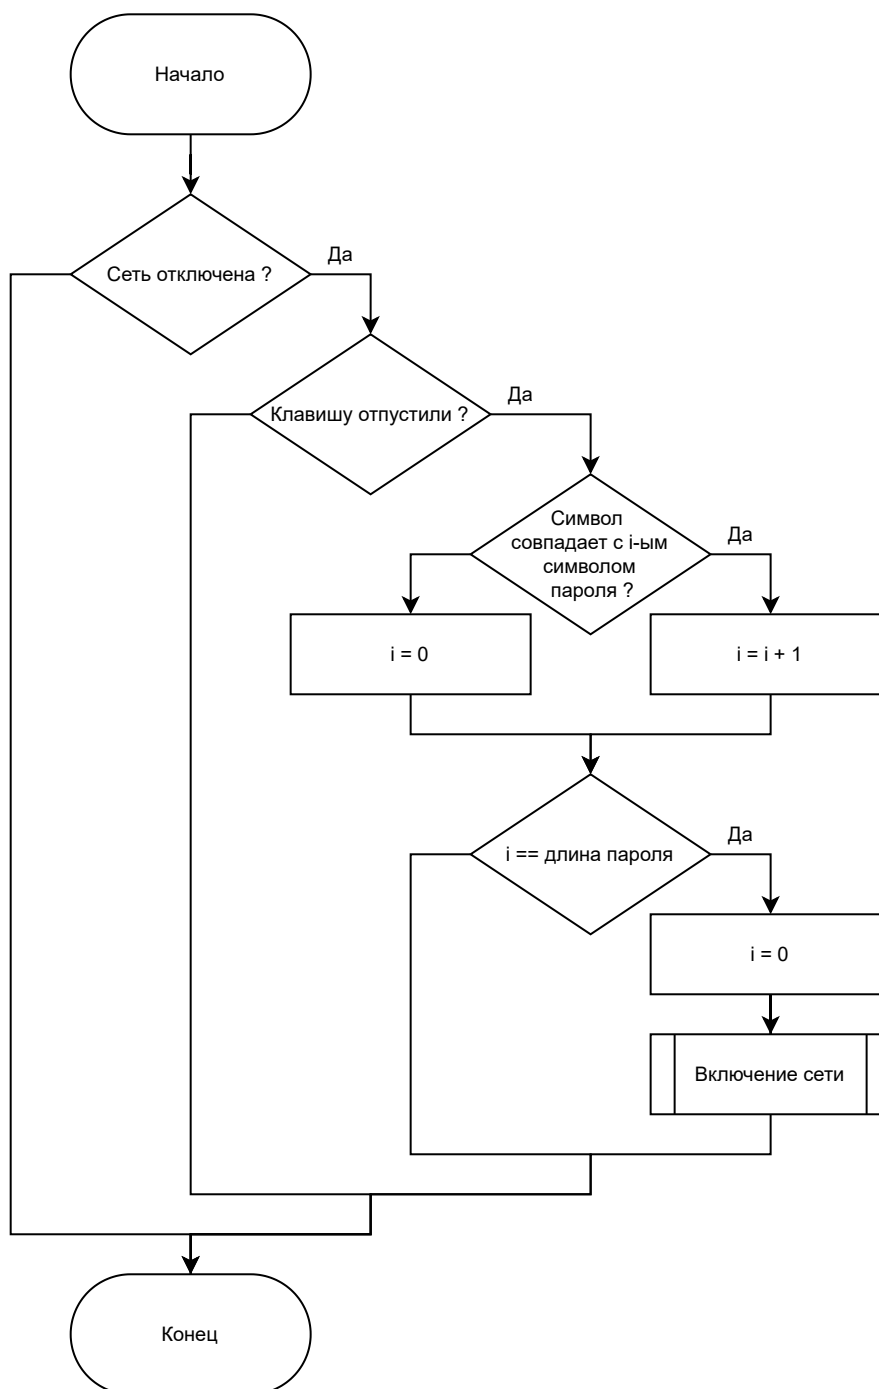 Начало
Сеть отключена ?
Да
Клавишу отпустили ?
Да
Символ
совпадает с i-ым
символом
пароля ?
Да
i = 0
i = i + 1
i == длина пароля
Да
i = 0
Включение сети
Конец